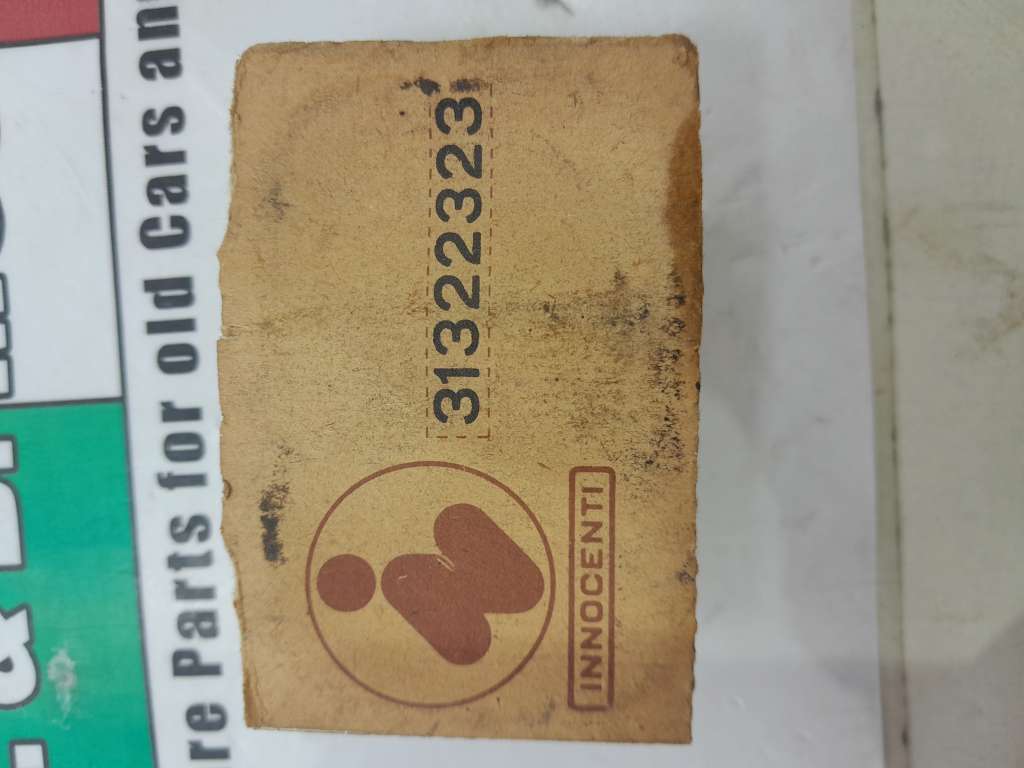 re Parts for old Cars an
31322323
INNOCENTI